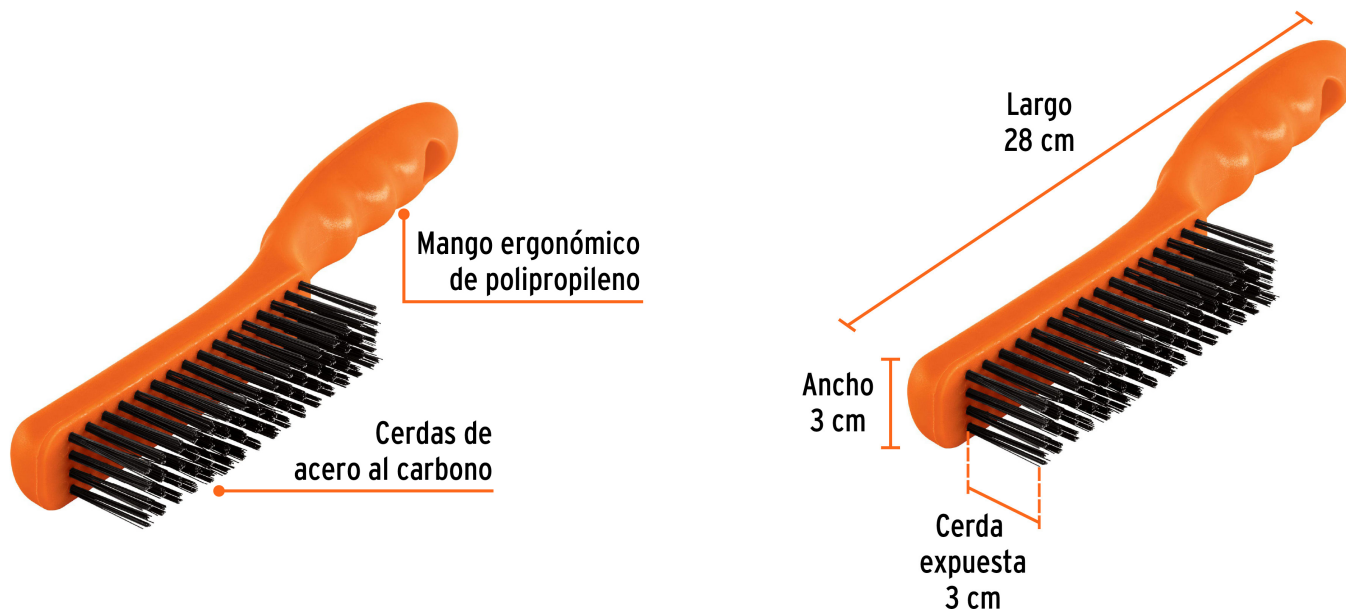 Mango ergonómico
de polipropileno
Cerdas de
acero al carbono
Largo
28 cm
Ancho
3 cm
Cerda
expuesta
3 cm